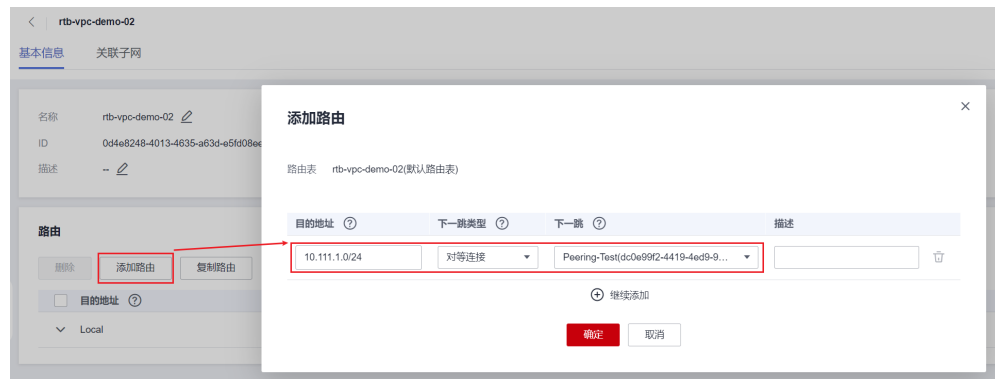 rtb-vpc-demo-02
基本信息 关联子网
名称 rtb-vpc-demo-02
ID 0d4e8248-4013-4635-a63d-e5fd08ee
描述 --
路由
删除 添加路由 复制路由
目的地址 ?
Local
添加路由
路由表 rtb-vpc-demo-02(默认路由表)
目的地址 ? 下一跳类型 ? 下一跳 ? 描述
10.111.1.0/24 对等连接 Peering-Test(dc0e99f2-4419-4ed9-9...
继续添加
确定 取消